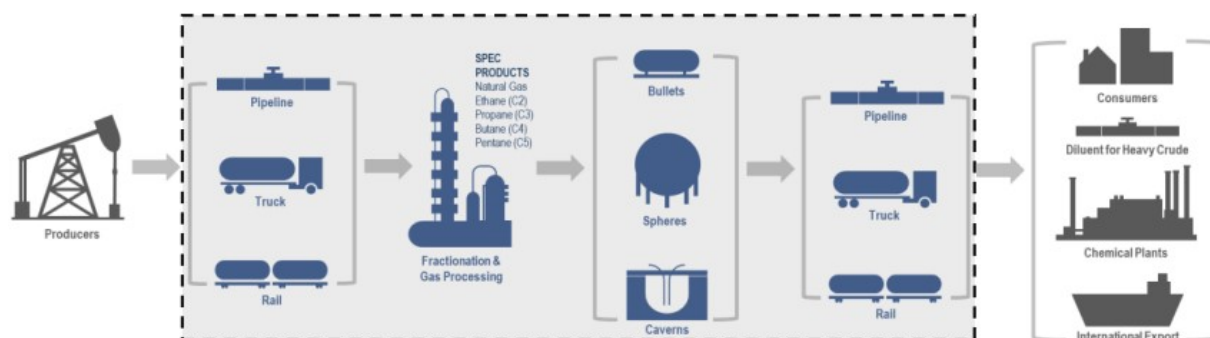 Producers
Pipeline
Truck
Rail
SPEC
PRODUCTS
Natural Gas
Ethane (C2)
Propane (C3)
Butane (C4)
Pentane (C5)
Fractionation &
Gas Processing
Bullets
Spheres
Caverns
Pipeline
Truck
Rail
Consumers
Diluent for Heavy Crude
Chemical Plants
International Export